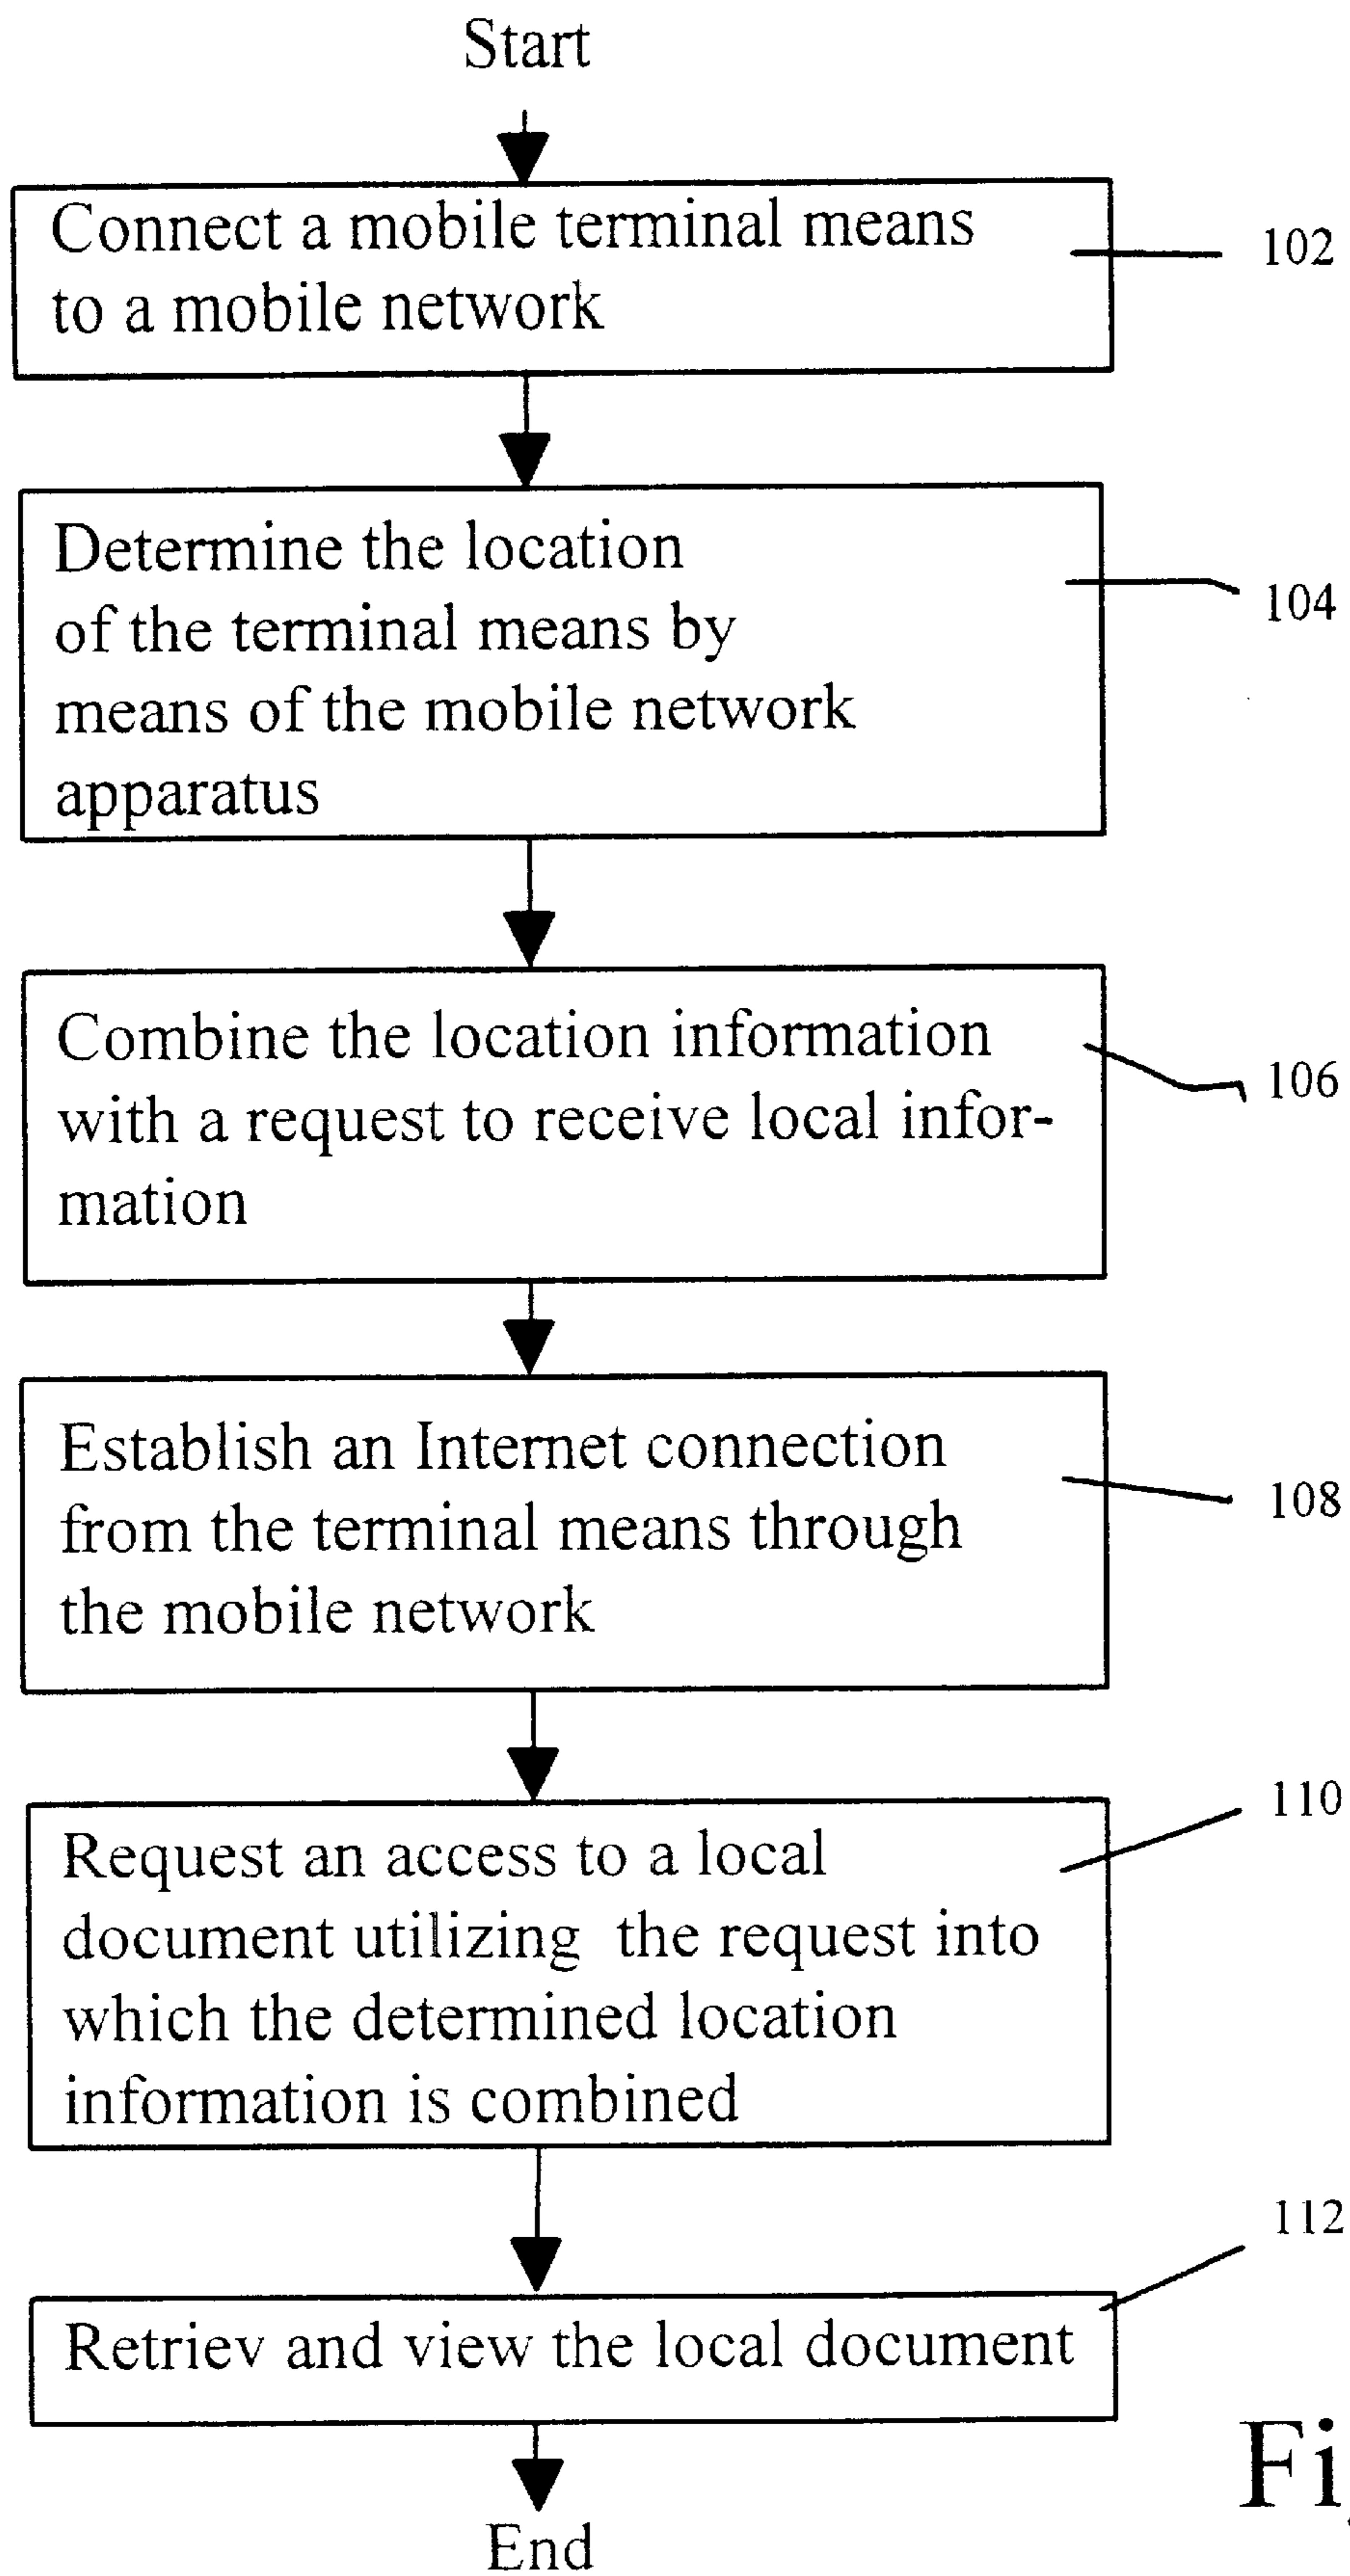 Start
Connect a mobile terminal means
to a mobile network
102
Determine the location
of the terminal means by
means of the mobile network
apparatus
104
Combine the location information
with a request to receive local infor-
mation
106
Establish an Internet connection
from the terminal means through
the mobile network
108
Request an access to a local
document utilizing the request into
which the determined location
information is combined
110
Retriev and view the local document
112
End